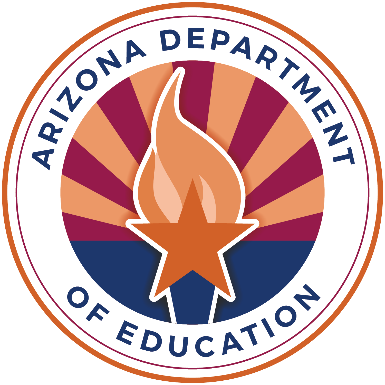 ARIZONA DEPARTMENT
OF EDUCATION